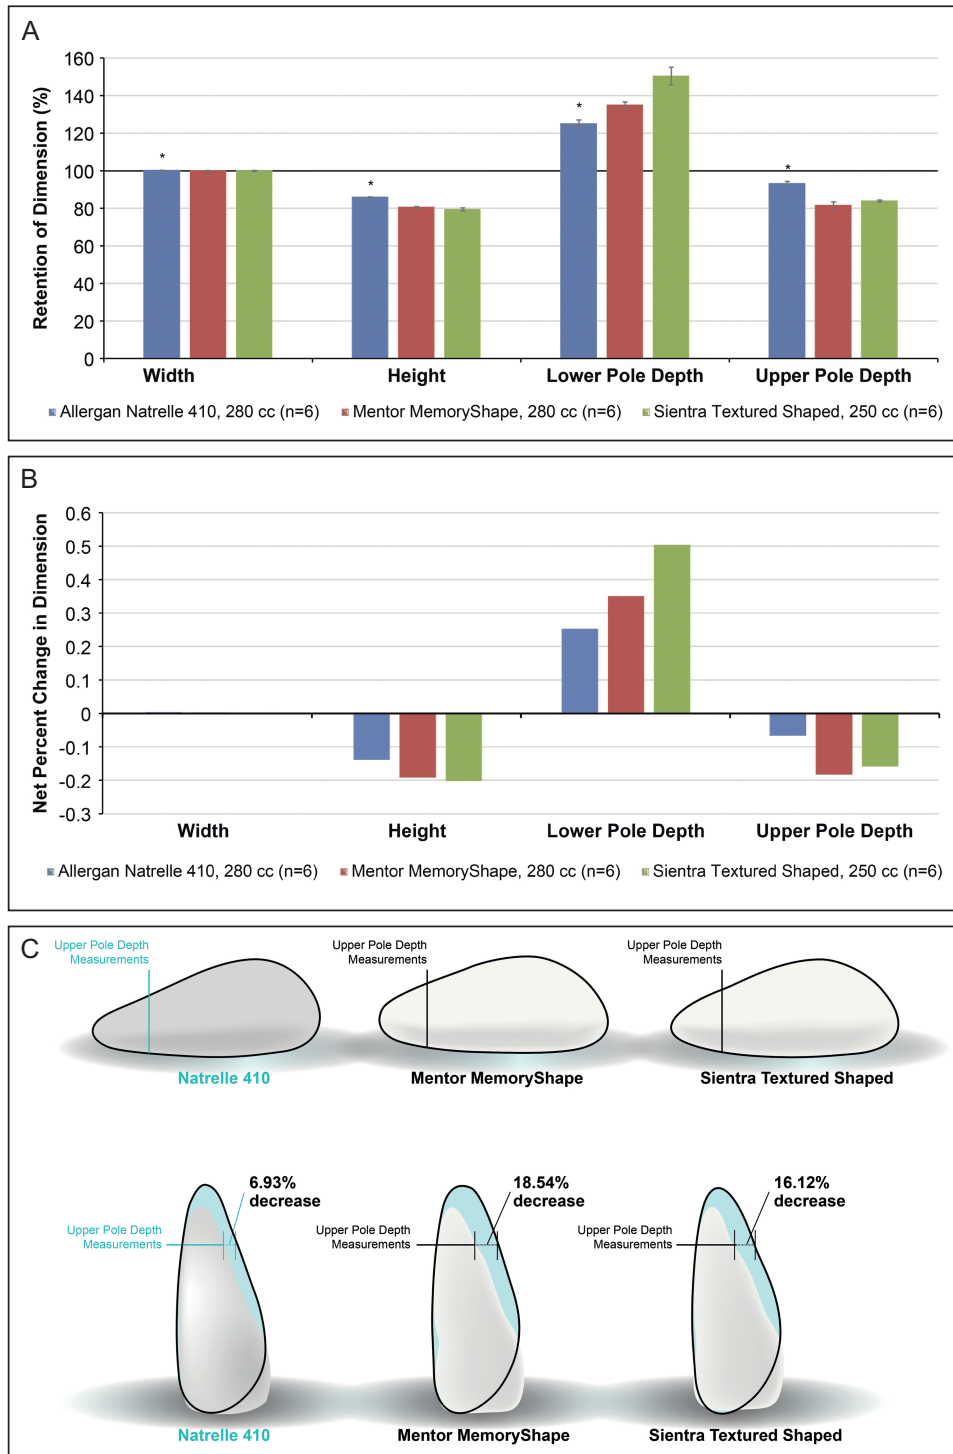 A
160
140
120
100
80
60
40
20
0
Retention of Dimension (%)
*
*
*
*
Width Height Lower Pole Depth Upper Pole Depth
Allergan Natrelle 410, 280 cc (n=6) Mentor MemoryShape, 280 cc (n=6) Sientra Textured Shaped, 250 cc (n=6)
B
0.6
0.5
0.4
0.3
0.2
0.1
0
-0.1
-0.2
-0.3
Net Percent Change in Dimension
Width Height Lower Pole Depth Upper Pole Depth
Allergan Natrelle 410, 280 cc (n=6) Mentor MemoryShape, 280 cc (n=6) Sientra Textured Shaped, 250 cc (n=6)
C
Upper Pole Depth
Measurements
Upper Pole Depth
Measurements
Upper Pole Depth
Measurements
Natrelle 410
Mentor MemoryShape
Sientra Textured Shaped
6.93%
decrease
18.54%
decrease
16.12%
decrease
Upper Pole Depth
Measurements
Upper Pole Depth
Measurements
Upper Pole Depth
Measurements
Natrelle 410
Mentor MemoryShape
Sientra Textured Shaped